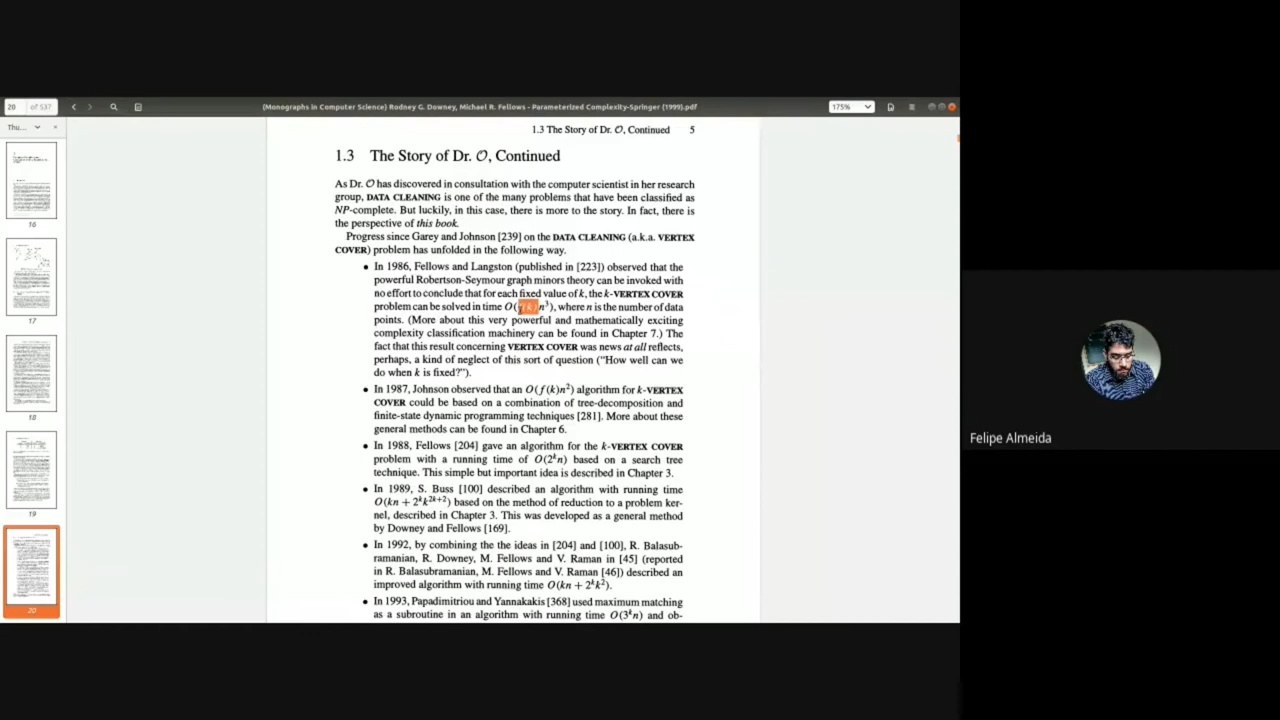 20 of 537
(Monographs in Computer Science) Rodney G. Downey, Michael R. Fellows - Parameterized Complexity-Springer (1999).pdf
175%
Thu...
16
17
18
19
20
1.3 The Story of Dr. O, Continued 5
1.3 The Story of Dr. O, Continued
As Dr. O has discovered in consultation with the computer scientist in her research
group, DATA CLEANING is one of the many problems that have been classified as
NP-complete. But luckily, in this case, there is more to the story. In fact, there is
the perspective of this book.
Progress since Garey and Johnson [239] on the DATA CLEANING (a.k.a. VERTEX
COVER) problem has unfolded in the following way.
• In 1986, Fellows and Langston (published in [223]) observed that the
powerful Robertson-Seymour graph minors theory can be invoked with
no effort to conclude that for each fixed value of k, the k-VERTEX COVER
problem can be solved in time O(f(k)n³), where n is the number of data
points. (More about this very powerful and mathematically exciting
complexity classification machinery can be found in Chapter 7.) The
fact that this result concerning VERTEX COVER was news at all reflects,
perhaps, a kind of neglect of this sort of question ("How well can we
do when k is fixed?").
• In 1987, Johnson observed that an O(f(k)n²) algorithm for k-VERTEX
COVER could be based on a combination of tree-decomposition and
finite-state dynamic programming techniques [281]. More about these
general methods can be found in Chapter 6.
• In 1988, Fellows [204] gave an algorithm for the k-VERTEX COVER
problem with a running time of O(2ᵏn) based on a search tree
technique. This simple but important idea is described in Chapter 3.
• In 1989, S. Buss [100] described an algorithm with running time
O(kn + 2ᵏk²ᵏ⁺²) based on the method of reduction to a problem ker-
nel, described in Chapter 3. This was developed as a general method
by Downey and Fellows [169].
• In 1992, by combining the the ideas in [204] and [100], R. Balasub-
ramanian, R. Downey, M. Fellows and V. Raman in [45] (reported
in R. Balasubramanian, M. Fellows and V. Raman [46]) described an
improved algorithm with running time O(kn + 2ᵏk²).
• In 1993, Papadimitriou and Yannakakis [368] used maximum matching
as a subroutine in an algorithm with running time O(3ᵏn) and ob-
Felipe Almeida